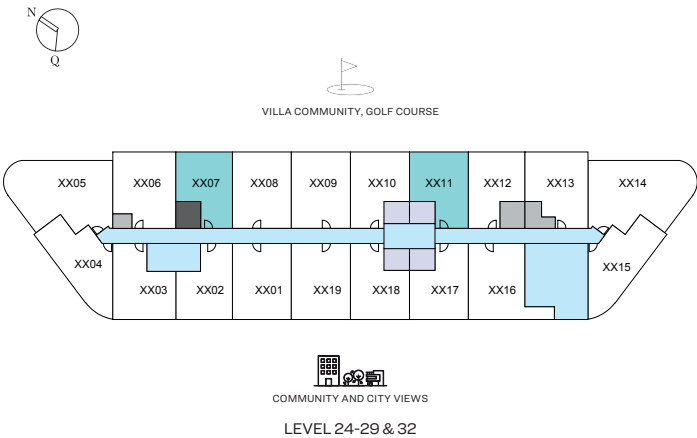 N
Q
VILLA COMMUNITY, GOLF COURSE
XX05 XX06 XX07 XX08 XX09 XX10 XX11 XX12 XX13 XX14
XX04 XX03 XX02 XX01 XX19 XX18 XX17 XX16 XX15
COMMUNITY AND CITY VIEWS
LEVEL 24-29 & 32